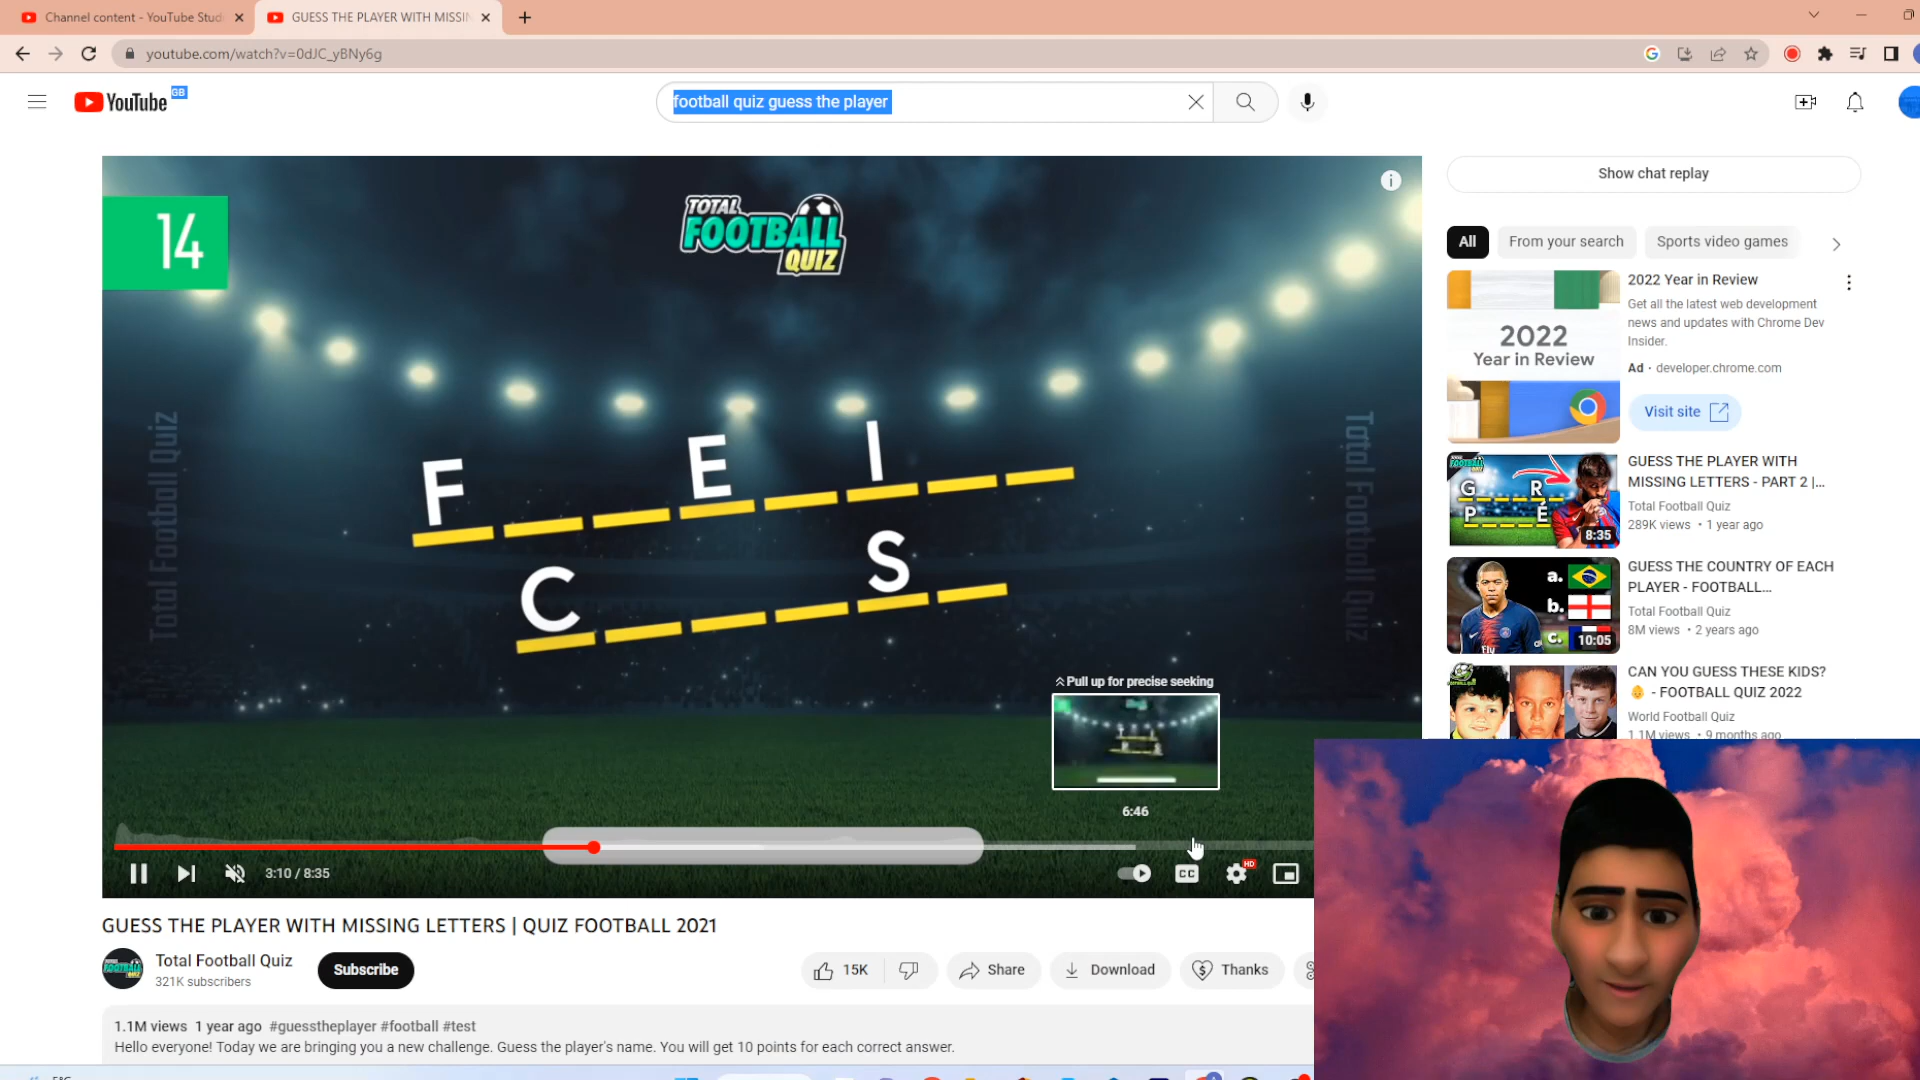 Channel content - YouTube Stud
GUESS THE PLAYER WITH MISSIN
youtube.com/watch?v=0dJC_yBNy6g
YouTube GB
football quiz guess the player
14
TOTAL
FOOTBALL
QUIZ
Total Football Quiz
Total Football Quiz
F E I
C S
Pull up for precise seeking
6:46
3:10 / 8:35
CC
HD
GUESS THE PLAYER WITH MISSING LETTERS | QUIZ FOOTBALL 2021
Total Football Quiz
321K subscribers
Subscribe
15K
Share
Download
Thanks
1.1M views 1 year ago #guesstheplayer #football #test
Hello everyone! Today we are bringing you a new challenge. Guess the player's name. You will get 10 points for each correct answer.
Show chat replay
All
From your search
Sports video games
2022
Year in Review
2022 Year in Review
Get all the latest web development
news and updates with Chrome Dev
Insider.
Ad · developer.chrome.com
Visit site
G R
P É
8:35
GUESS THE PLAYER WITH
MISSING LETTERS - PART 2 |...
Total Football Quiz
289K views • 1 year ago
a.
b.
c.
10:05
GUESS THE COUNTRY OF EACH
PLAYER - FOOTBALL...
Total Football Quiz
8M views • 2 years ago
CAN YOU GUESS THESE KIDS?
👶 - FOOTBALL QUIZ 2022
World Football Quiz
1.1M views • 9 months ago